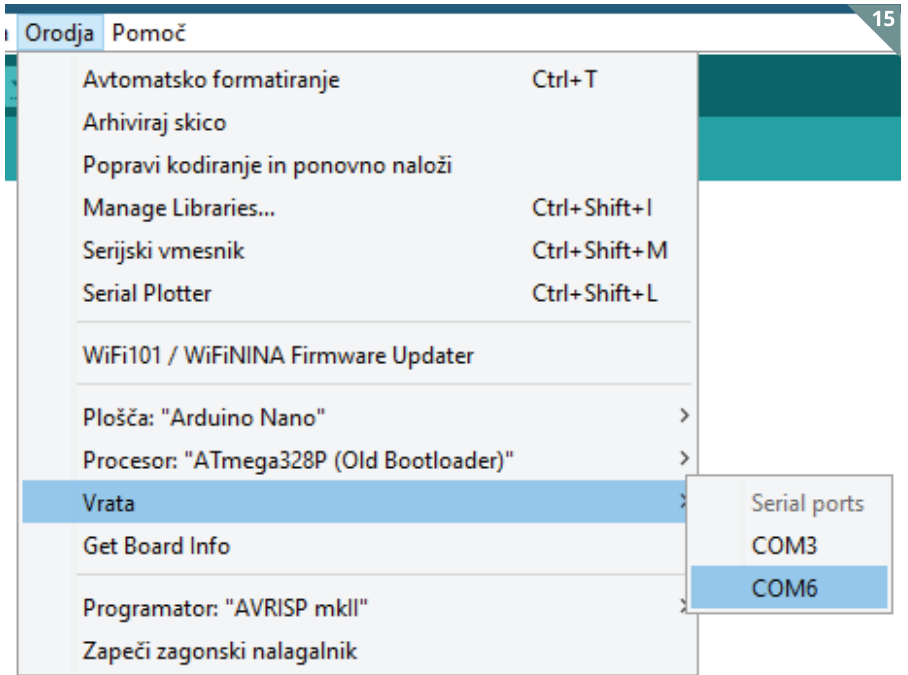 15
Orodja Pomoč
Avtomatsko formatiranje Ctrl+T
Arhiviraj skico
Popravi kodiranje in ponovno naloži
Manage Libraries... Ctrl+Shift+I
Serijski vmesnik Ctrl+Shift+M
Serial Plotter Ctrl+Shift+L
WiFi101 / WiFiNINA Firmware Updater
Plošča: "Arduino Nano"
Procesor: "ATmega328P (Old Bootloader)"
Vrata
Serial ports
COM3
COM6
Get Board Info
Programator: "AVRISP mkII"
Zapeči zagonski nalagalnik